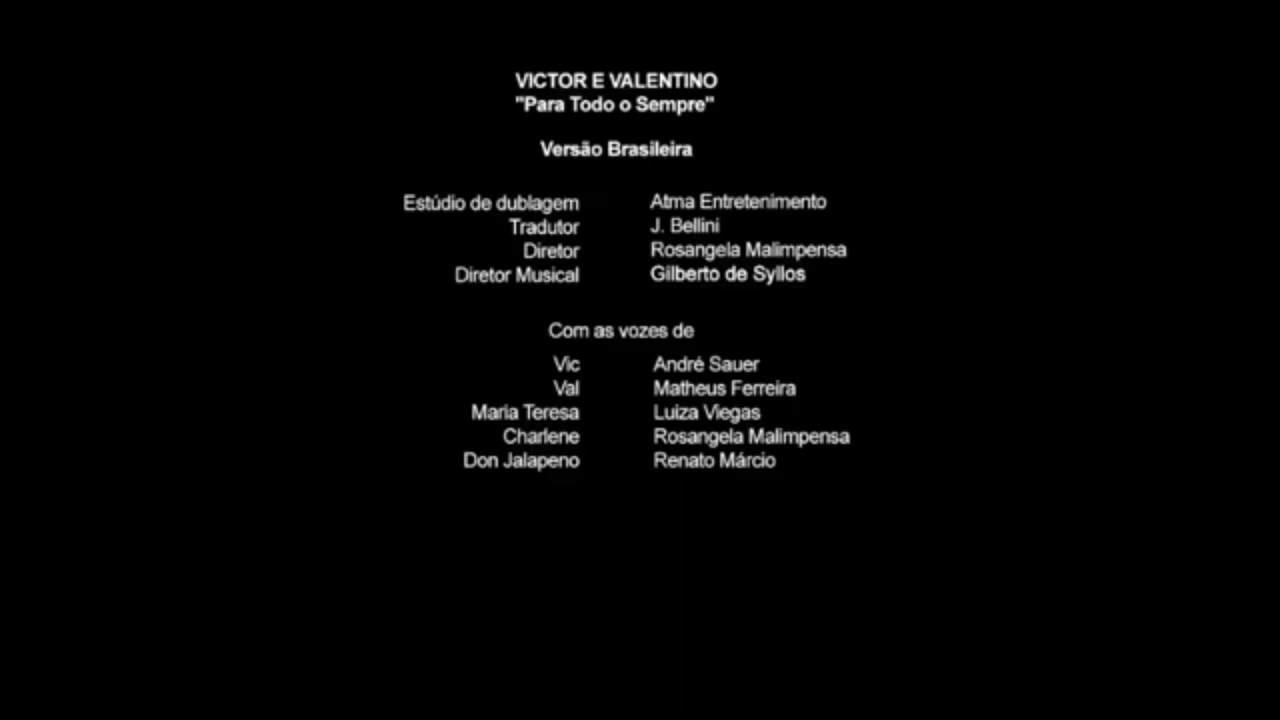 VICTOR E VALENTINO
"Para Todo o Sempre"
Versão Brasileira
Estúdio de dublagem Atma Entretenimento
Tradutor J. Bellini
Diretor Rosangela Malimpensa
Diretor Musical Gilberto de Syllos
Com as vozes de
Vic André Sauer
Val Matheus Ferreira
Maria Teresa Luiza Viegas
Charlene Rosangela Malimpensa
Don Jalapeno Renato Márcio